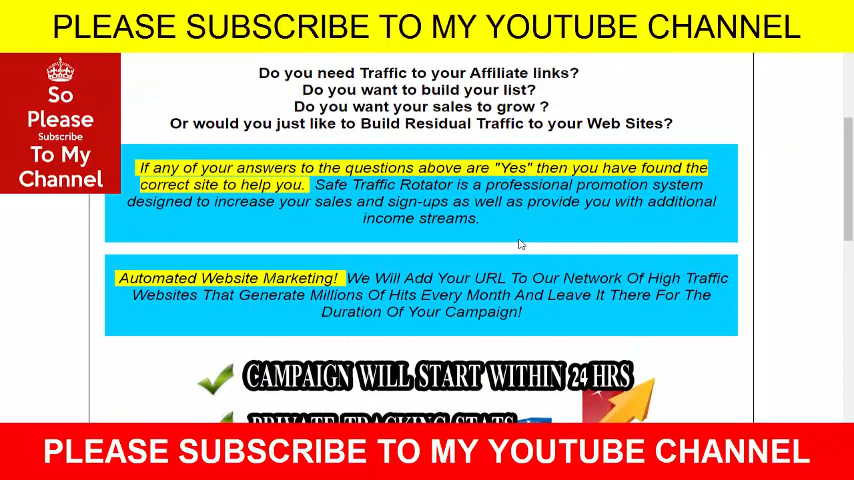 PLEASE SUBSCRIBE TO MY YOUTUBE CHANNEL
So
Please
Subscribe
To My
Channel
Do you need Traffic to your Affiliate links?
Do you want to build your list?
Do you want your sales to grow ?
Or would you just like to Build Residual Traffic to your Web Sites?
If any of your answers to the questions above are "Yes" then you have found the
correct site to help you. Safe Traffic Rotator is a professional promotion system
designed to increase your sales and sign-ups as well as provide you with additional
income streams.
Automated Website Marketing! We Will Add Your URL To Our Network Of High Traffic
Websites That Generate Millions Of Hits Every Month And Leave It There For The
Duration Of Your Campaign!
CAMPAIGN WILL START WITHIN 24 HRS
PRIVATE TRACKING STATS
PLEASE SUBSCRIBE TO MY YOUTUBE CHANNEL